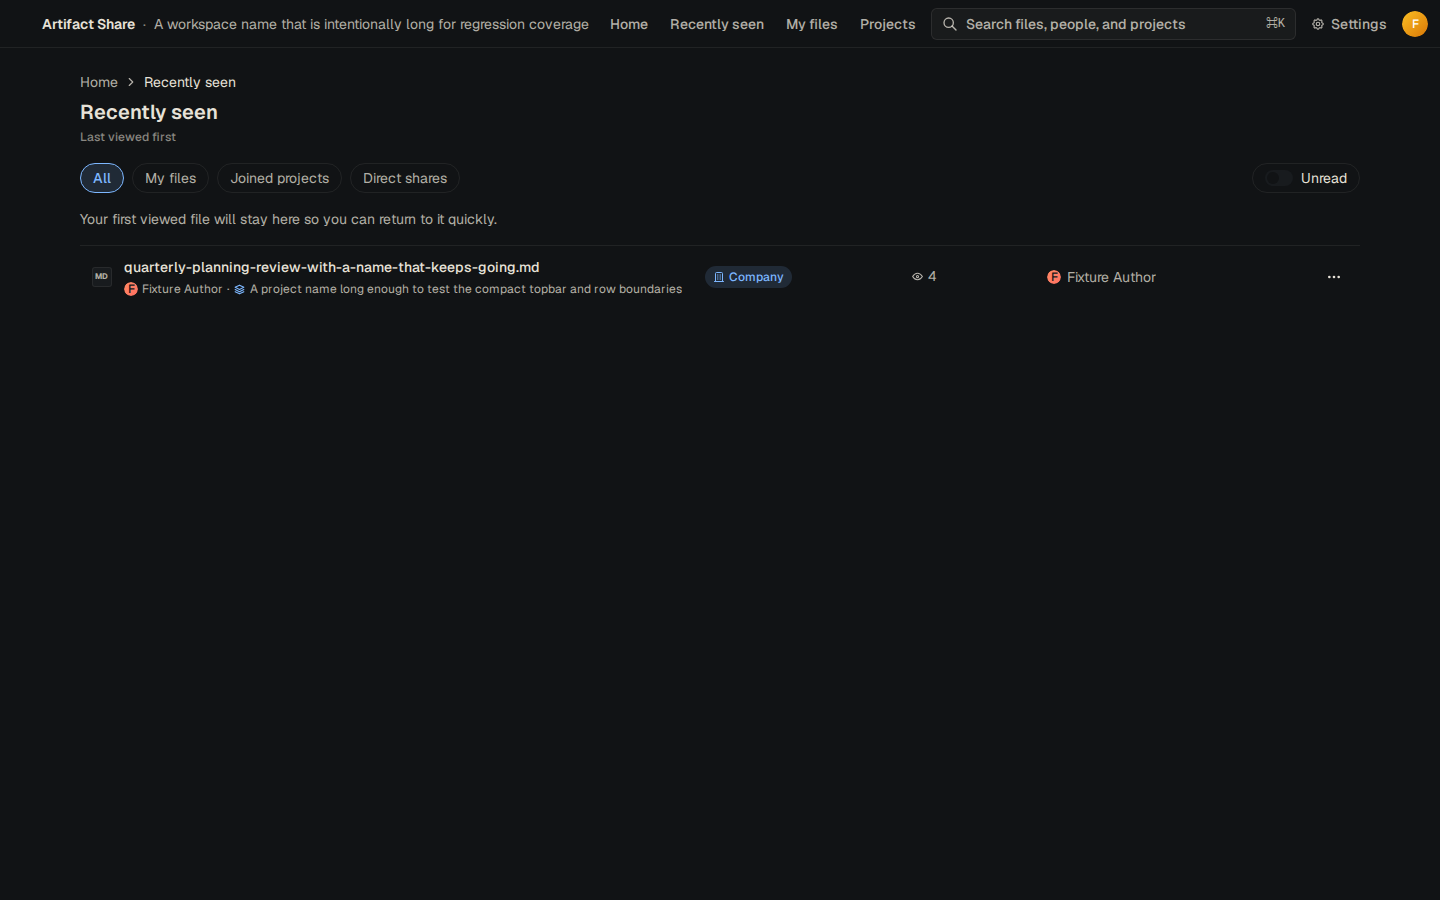 Artifact Share · A workspace name that is intentionally long for regression coverage Home Recently seen My files Projects Search files, people, and projects ⌘K Settings F
Home > Recently seen
Recently seen
Last viewed first
All My files Joined projects Direct shares Unread
Your first viewed file will stay here so you can return to it quickly.
MD quarterly-planning-review-with-a-name-that-keeps-going.md
F Fixture Author · A project name long enough to test the compact topbar and row boundaries
Company 4 F Fixture Author ···